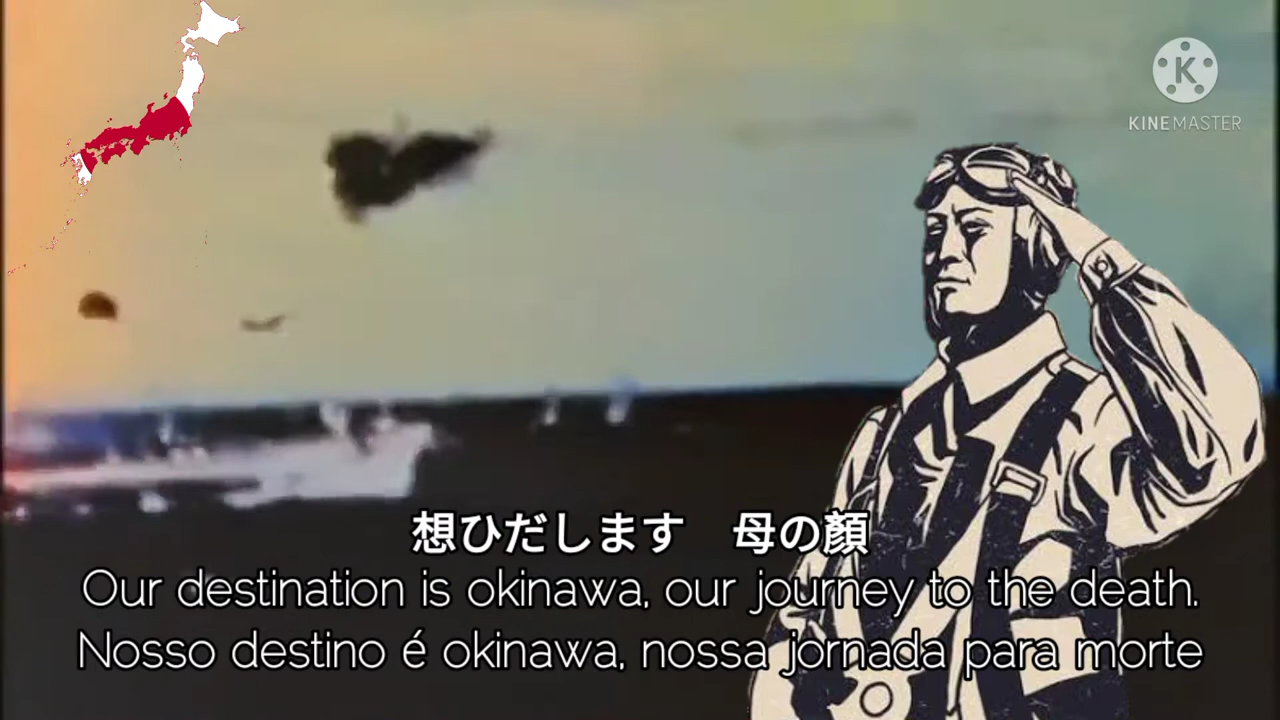 KINEMASTER
想ひだします　母の顏
Our destination is okinawa, our journey to the death.
Nosso destino é okinawa, nossa jornada para morte